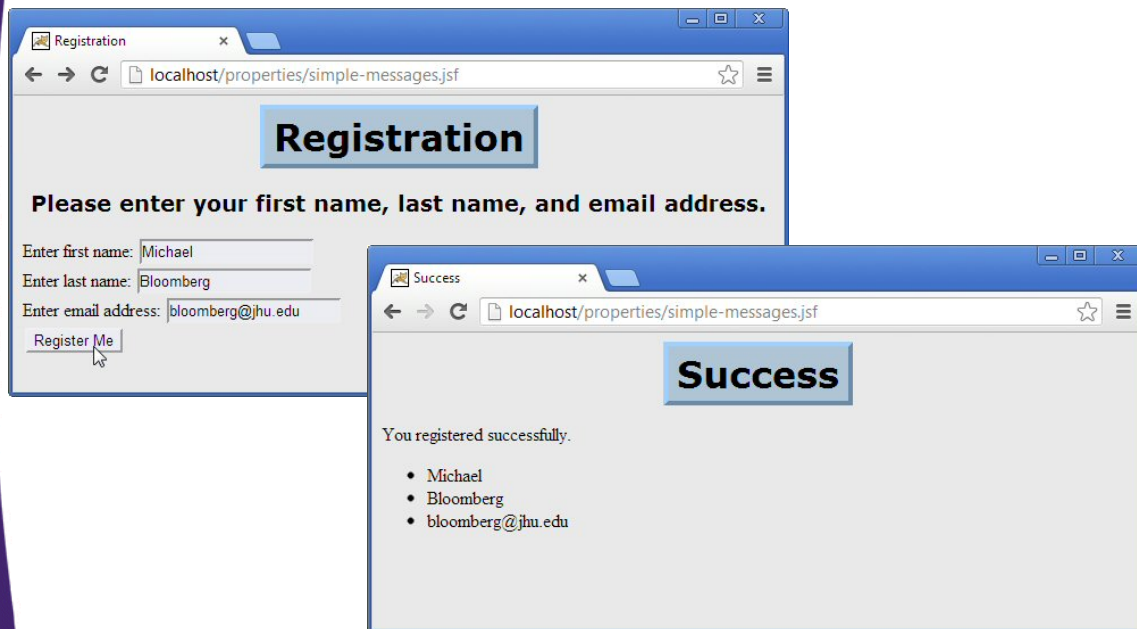 Registration
localhost/properties/simple-messages.jsf
Registration
Please enter your first name, last name, and email address.
Enter first name: Michael
Enter last name: Bloomberg
Enter email address: bloomberg@jhu.edu
Register Me
Success
localhost/properties/simple-messages.jsf
Success
You registered successfully.
• Michael
• Bloomberg
• bloomberg@jhu.edu